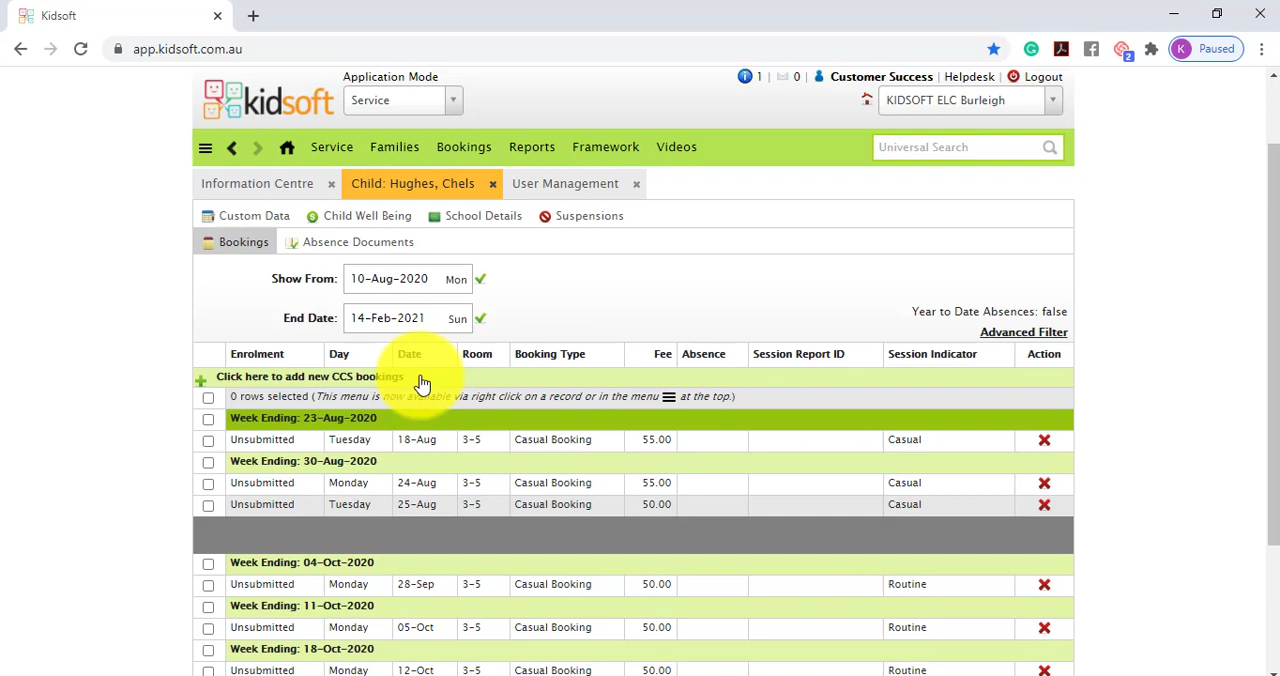 Kidsoft
app.kidsoft.com.au
2
K Paused
kidsoft
Application Mode
Service
1 | 0 | Customer Success | Helpdesk | Logout
KIDSOFT ELC Burleigh
Service Families Bookings Reports Framework Videos
Universal Search
Information Centre × Child: Hughes, Chels × User Management ×
Custom Data Child Well Being School Details Suspensions
Bookings Absence Documents
Show From: 10-Aug-2020 Mon
End Date: 14-Feb-2021 Sun
Year to Date Absences: false
Advanced Filter
Enrolment Day Date Room Booking Type Fee Absence Session Report ID Session Indicator Action
Click here to add new CCS bookings
0 rows selected (This menu is now available via right click on a record or in the menu at the top.)
Week Ending: 23-Aug-2020
Unsubmitted Tuesday 18-Aug 3-5 Casual Booking 55.00 Casual
Week Ending: 30-Aug-2020
Unsubmitted Monday 24-Aug 3-5 Casual Booking 55.00 Casual
Unsubmitted Tuesday 25-Aug 3-5 Casual Booking 50.00 Casual
Week Ending: 04-Oct-2020
Unsubmitted Monday 28-Sep 3-5 Casual Booking 50.00 Routine
Week Ending: 11-Oct-2020
Unsubmitted Monday 05-Oct 3-5 Casual Booking 50.00 Routine
Week Ending: 18-Oct-2020
Unsubmitted Monday 12-Oct 3-5 Casual Booking 50.00 Routine